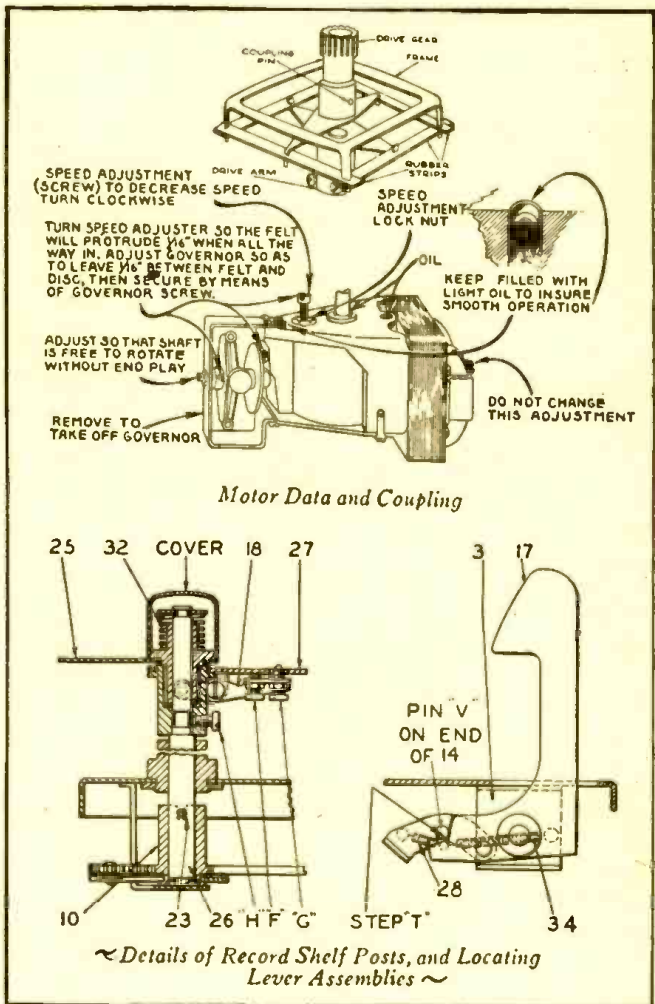 DRIVE GEAR
COUPLING
PIN
FRAME
DRIVE ARM
RUBBER
STRIPS
SPEED ADJUSTMENT
(SCREW) TO DECREASE SPEED
TURN CLOCKWISE
SPEED
ADJUSTMENT
LOCK NUT
TURN SPEED ADJUSTER SO THE FELT
WILL PROTRUDE 1/16" WHEN ALL THE
WAY IN. ADJUST GOVERNOR SO AS
TO LEAVE 1/16" BETWEEN FELT AND
DISC, THEN SECURE BY MEANS
OF GOVERNOR SCREW.
OIL
KEEP FILLED WITH
LIGHT OIL TO INSURE
SMOOTH OPERATION
ADJUST SO THAT SHAFT
IS FREE TO ROTATE
WITHOUT END PLAY
REMOVE TO
TAKE OFF GOVERNOR
DO NOT CHANGE
THIS ADJUSTMENT
Motor Data and Coupling
25 32 COVER 18 27
10 23 26 "H" "F" "G"
3 17
PIN "V"
ON END
OF 14
28
STEP "T" 34
~Details of Record Shelf Posts, and Locating
Lever Assemblies~